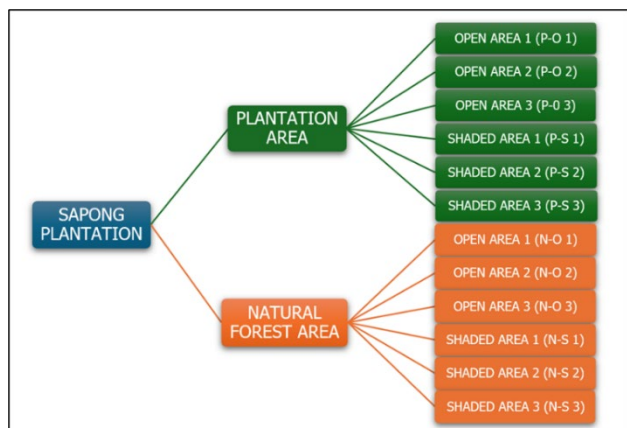 OPEN AREA 1 (P-O 1)
OPEN AREA 2 (P-O 2)
OPEN AREA 3 (P-0 3)
SHADED AREA 1 (P-S 1)
SHADED AREA 2 (P-S 2)
SHADED AREA 3 (P-S 3)
PLANTATION
AREA
SAPONG
PLANTATION
NATURAL
FOREST AREA
OPEN AREA 1 (N-O 1)
OPEN AREA 2 (N-O 2)
OPEN AREA 3 (N-O 3)
SHADED AREA 1 (N-S 1)
SHADED AREA 2 (N-S 2)
SHADED AREA 3 (N-S 3)